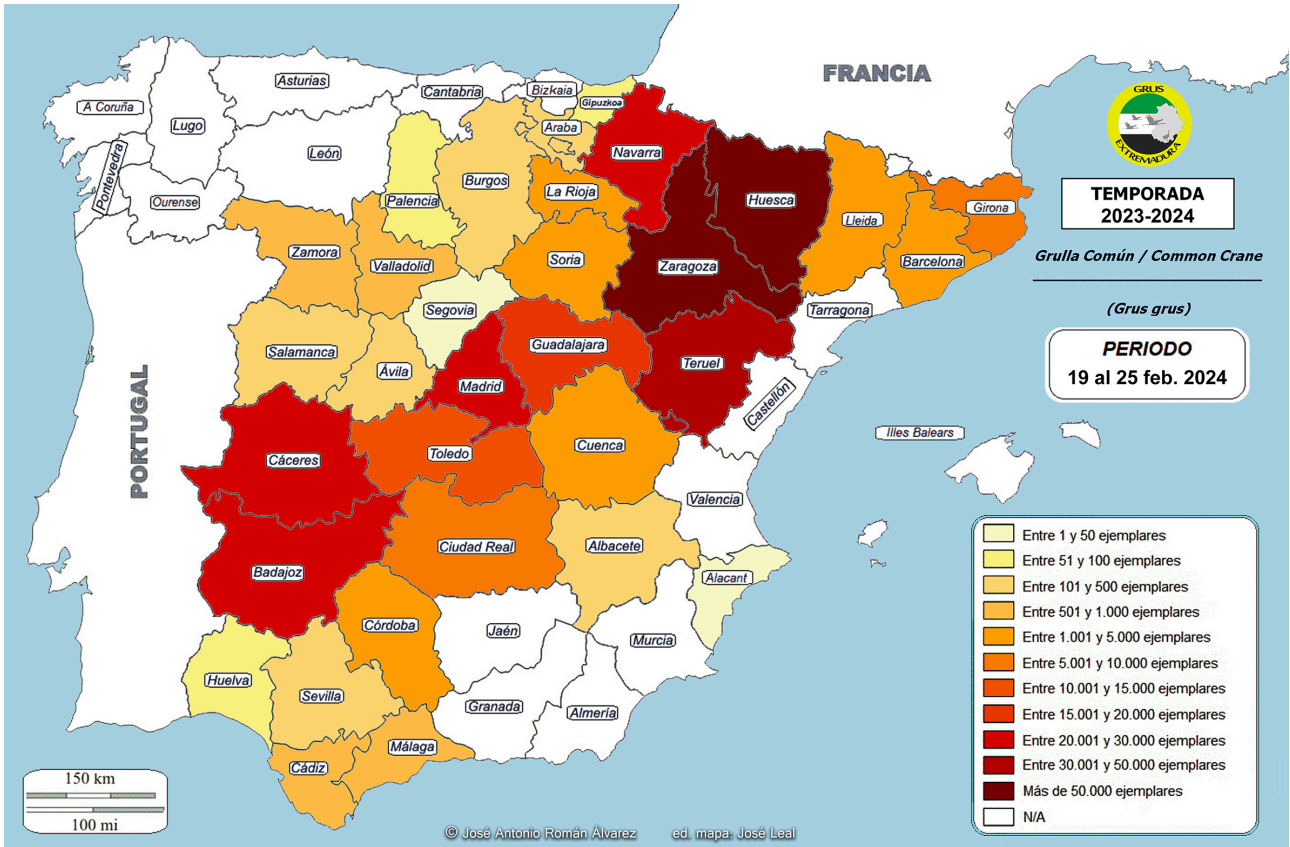 FRANCIA
GRUS
EXTREMADURA
TEMPORADA
2023-2024
Grulla Común / Common Crane
(Grus grus)
PERIODO
19 al 25 feb. 2024
A Coruña
Lugo
Asturias
Cantabria
Bizkaia
Gipuzkoa
Araba
Navarra
Pontevedra
Ourense
León
Palencia
Burgos
La Rioja
Huesca
Lleida
Girona
Barcelona
Zamora
Valladolid
Soria
Zaragoza
Tarragona
Segovia
Salamanca
Ávila
Guadalajara
Madrid
Teruel
Castellón
PORTUGAL
Cáceres
Toledo
Cuenca
Illes Balears
Valencia
Badajoz
Ciudad Real
Albacete
Alacant
Córdoba
Jaén
Murcia
Huelva
Sevilla
Granada
Almería
Málaga
Cádiz
Entre 1 y 50 ejemplares
Entre 51 y 100 ejemplares
Entre 101 y 500 ejemplares
Entre 501 y 1.000 ejemplares
Entre 1.001 y 5.000 ejemplares
Entre 5.001 y 10.000 ejemplares
Entre 10.001 y 15.000 ejemplares
Entre 15.001 y 20.000 ejemplares
Entre 20.001 y 30.000 ejemplares
Entre 30.001 y 50.000 ejemplares
Más de 50.000 ejemplares
N/A
150 km
100 mi
© José Antonio Román Álvarez ed. mapa: José Leal